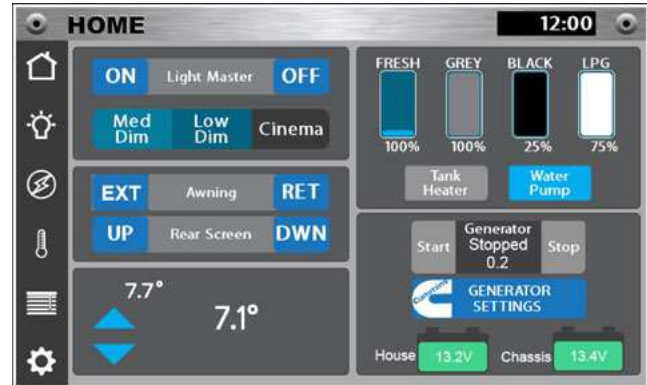 HOME
12:00
ON Light Master OFF
Med Dim
Low Dim
Cinema
EXT Awning RET
UP Rear Screen DWN
7.7°
7.1°
FRESH GREY BLACK LPG
100% 100% 25% 75%
Tank Heater
Water Pump
Generator
Start Stopped Stop
0.2
Cummins
GENERATOR
SETTINGS
House 13.2V Chassis 13.4V